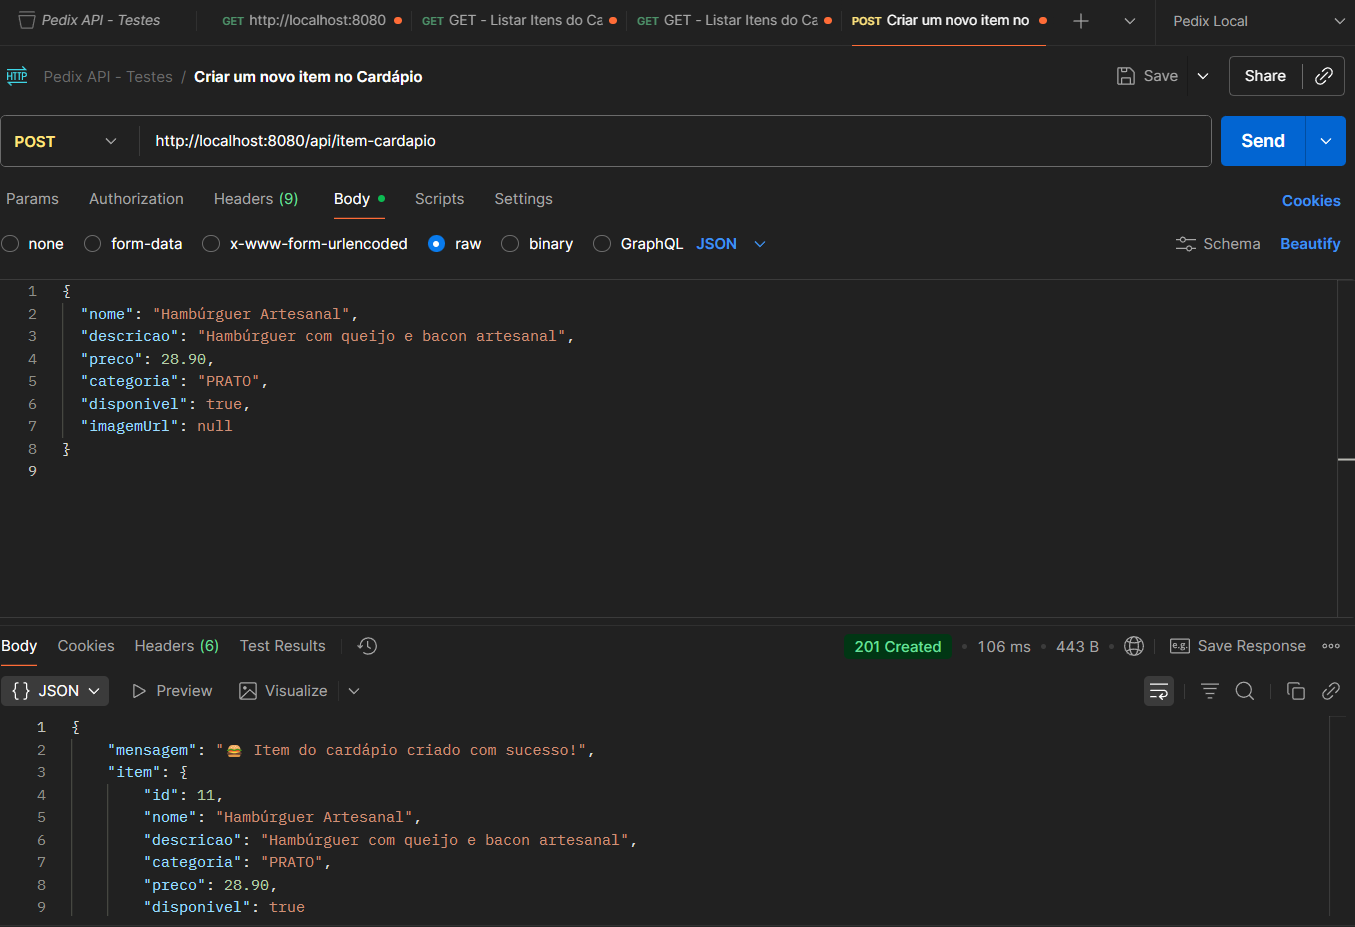 Pedix API - Testes GET http://localhost:8080 GET GET - Listar Itens do Ca GET GET - Listar Itens do Ca POST Criar um novo item no Pedix Local
HTTP Pedix API - Testes / Criar um novo item no Cardápio Save Share
POST http://localhost:8080/api/item-cardapio Send
Params Authorization Headers (9) Body Scripts Settings Cookies
none form-data x-www-form-urlencoded raw binary GraphQL JSON Schema Beautify
1 {
2 "nome": "Hambúrguer Artesanal",
3 "descricao": "Hambúrguer com queijo e bacon artesanal",
4 "preco": 28.90,
5 "categoria": "PRATO",
6 "disponivel": true,
7 "imagemUrl": null
8 }
9
Body Cookies Headers (6) Test Results 201 Created • 106 ms • 443 B • e.g. Save Response
{} JSON Preview Visualize
1 {
2 "mensagem": "🍔 Item do cardápio criado com sucesso!",
3 "item": {
4 "id": 11,
5 "nome": "Hambúrguer Artesanal",
6 "descricao": "Hambúrguer com queijo e bacon artesanal",
7 "categoria": "PRATO",
8 "preco": 28.90,
9 "disponivel": true